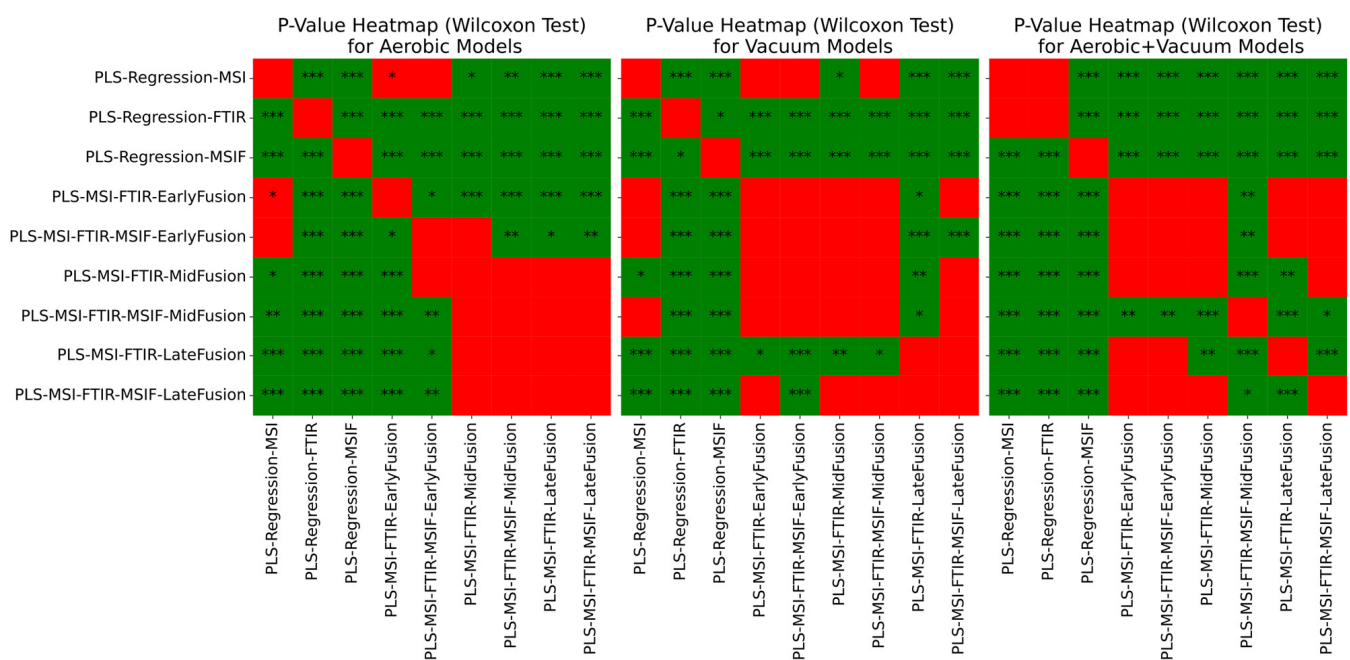 P-Value Heatmap (Wilcoxon Test)
for Aerobic Models
P-Value Heatmap (Wilcoxon Test)
for Vacuum Models
P-Value Heatmap (Wilcoxon Test)
for Aerobic+Vacuum Models
PLS-Regression-MSI *** *** * * ** *** *** *** *** * *** *** *** *** *** *** *** *** ***
PLS-Regression-FTIR *** *** *** *** *** *** *** *** *** * *** *** *** *** *** *** *** *** *** *** *** *** ***
PLS-Regression-MSIF *** *** *** *** *** *** *** *** *** * *** *** *** *** *** *** *** *** *** *** *** *** *** ***
PLS-MSI-FTIR-EarlyFusion * *** *** * *** *** *** *** *** *** * *** *** *** **
PLS-MSI-FTIR-MSIF-EarlyFusion *** *** * ** * ** *** *** *** *** *** *** *** **
PLS-MSI-FTIR-MidFusion * *** *** *** * *** *** ** *** *** *** *** **
PLS-MSI-FTIR-MSIF-MidFusion ** *** *** *** ** *** *** * *** *** *** ** ** *** *** *
PLS-MSI-FTIR-LateFusion *** *** *** *** * *** *** *** * *** ** * *** *** *** ** *** ***
PLS-MSI-FTIR-MSIF-LateFusion *** *** *** *** ** *** *** *** *** *** *** *** * ***
PLS-Regression-MSI
PLS-Regression-FTIR
PLS-Regression-MSIF
PLS-MSI-FTIR-EarlyFusion
PLS-MSI-FTIR-MSIF-EarlyFusion
PLS-MSI-FTIR-MidFusion
PLS-MSI-FTIR-MSIF-MidFusion
PLS-MSI-FTIR-LateFusion
PLS-MSI-FTIR-MSIF-LateFusion
PLS-Regression-MSI
PLS-Regression-FTIR
PLS-Regression-MSIF
PLS-MSI-FTIR-EarlyFusion
PLS-MSI-FTIR-MSIF-EarlyFusion
PLS-MSI-FTIR-MidFusion
PLS-MSI-FTIR-MSIF-MidFusion
PLS-MSI-FTIR-LateFusion
PLS-MSI-FTIR-MSIF-LateFusion
PLS-Regression-MSI
PLS-Regression-FTIR
PLS-Regression-MSIF
PLS-MSI-FTIR-EarlyFusion
PLS-MSI-FTIR-MSIF-EarlyFusion
PLS-MSI-FTIR-MidFusion
PLS-MSI-FTIR-MSIF-MidFusion
PLS-MSI-FTIR-LateFusion
PLS-MSI-FTIR-MSIF-LateFusion